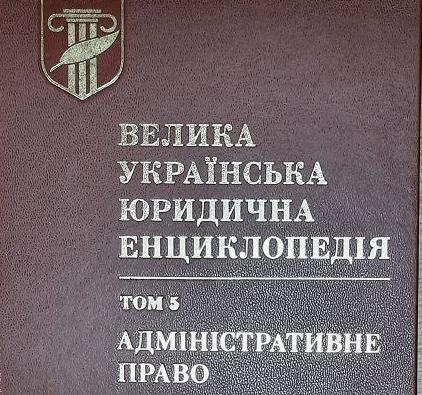 ВЕЛИКА
УКРАЇНСЬКА
ЮРИДИЧНА
ЕНЦИКЛОПЕДІЯ
ТОМ 5
АДМІНІСТРАТИВНЕ
ПРАВО